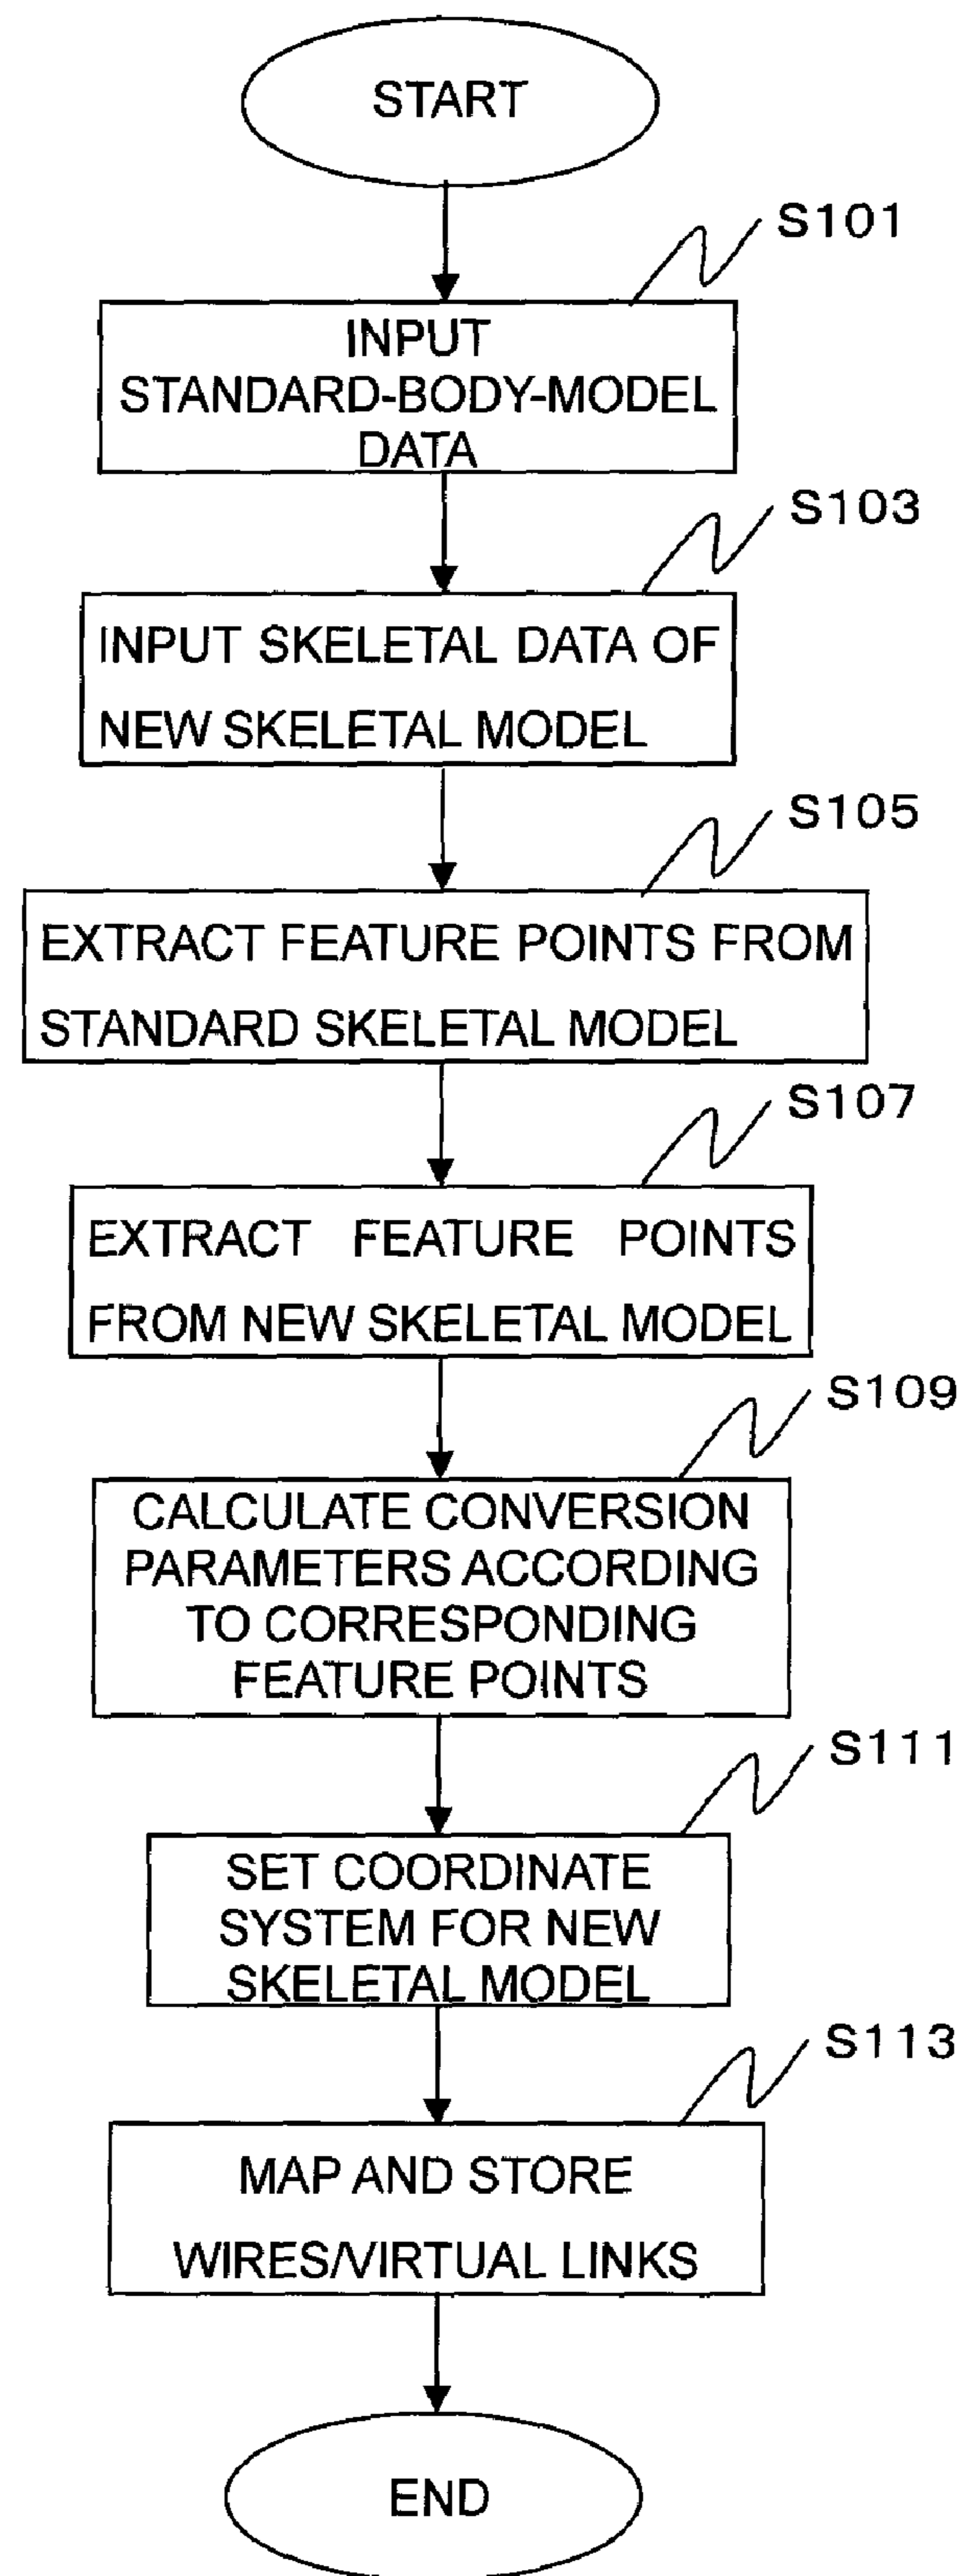 START
S101
INPUT
STANDARD-BODY-MODEL
DATA
S103
INPUT SKELETAL DATA OF
NEW SKELETAL MODEL
S105
EXTRACT FEATURE POINTS FROM
STANDARD SKELETAL MODEL
S107
EXTRACT FEATURE POINTS
FROM NEW SKELETAL MODEL
S109
CALCULATE CONVERSION
PARAMETERS ACCORDING
TO CORRESPONDING
FEATURE POINTS
S111
SET COORDINATE
SYSTEM FOR NEW
SKELETAL MODEL
S113
MAP AND STORE
WIRES/VIRTUAL LINKS
END